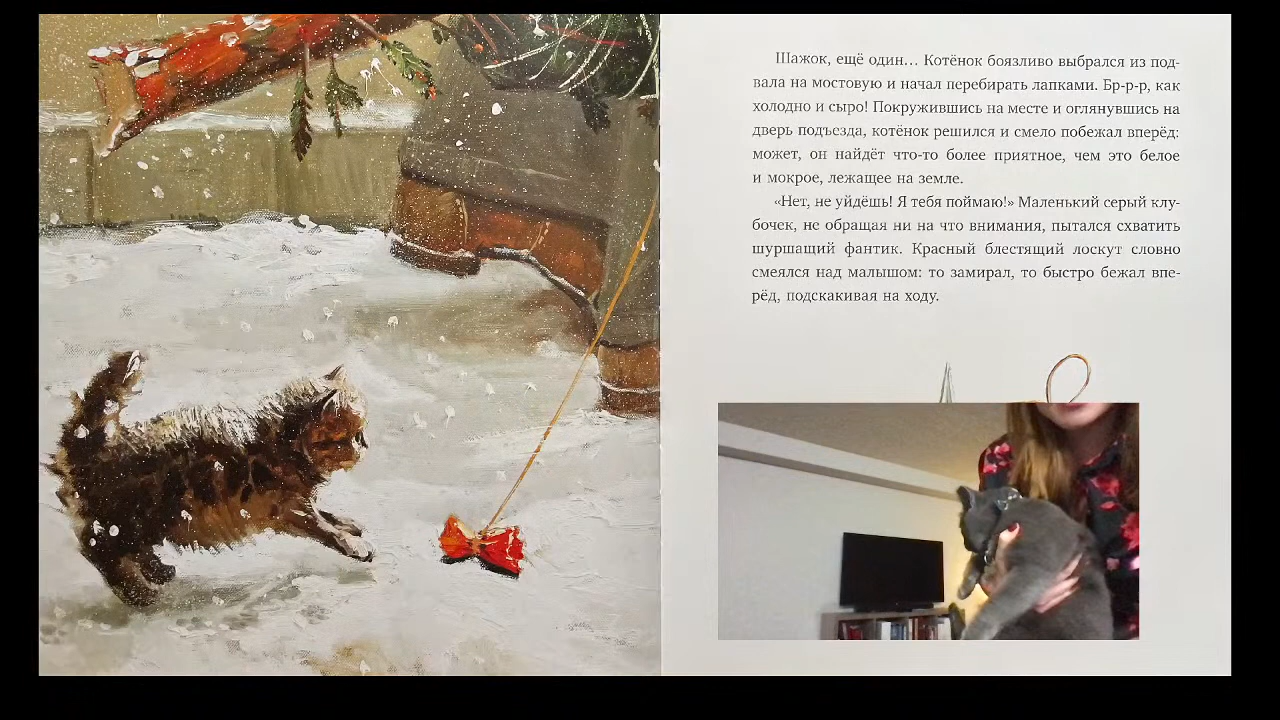 Шажок, ещё один... Котёнок боязливо выбрался из под-
вала на мостовую и начал перебирать лапками. Бр-р-р, как
холодно и сыро! Покружившись на месте и оглянувшись на
дверь подъезда, котёнок решился и смело побежал вперёд:
может, он найдёт что-то более приятное, чем это белое
и мокрое, лежащее на земле.
«Нет, не уйдёшь! Я тебя поймаю!» Маленький серый клу-
бочек, не обращая ни на что внимания, пытался схватить
шуршащий фантик. Красный блестящий лоскут словно
смеялся над малышом: то замирал, то быстро бежал впе-
рёд, подскакивая на ходу.